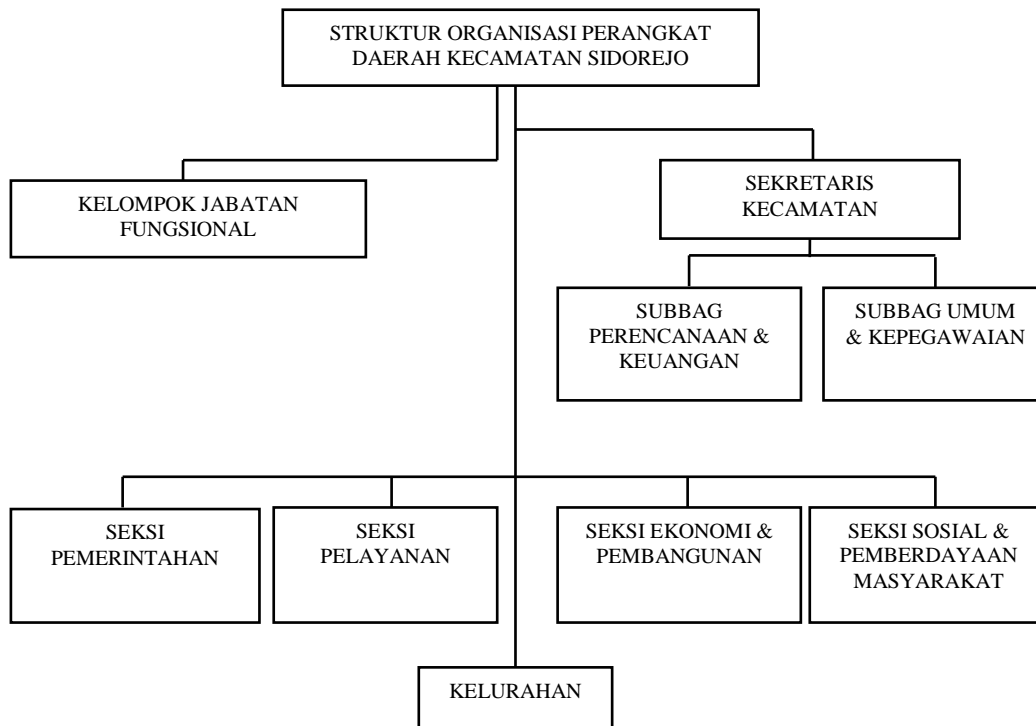 STRUKTUR ORGANISASI PERANGKAT
DAERAH KECAMATAN SIDOREJO
KELOMPOK JABATAN
FUNGSIONAL
SEKRETARIS
KECAMATAN
SUBBAG
PERENCANAAN &
KEUANGAN
SUBBAG UMUM
& KEPEGAWAIAN
SEKSI
PEMERINTAHAN
SEKSI
PELAYANAN
SEKSI EKONOMI &
PEMBANGUNAN
SEKSI SOSIAL &
PEMBERDAYAAN
MASYARAKAT
KELURAHAN